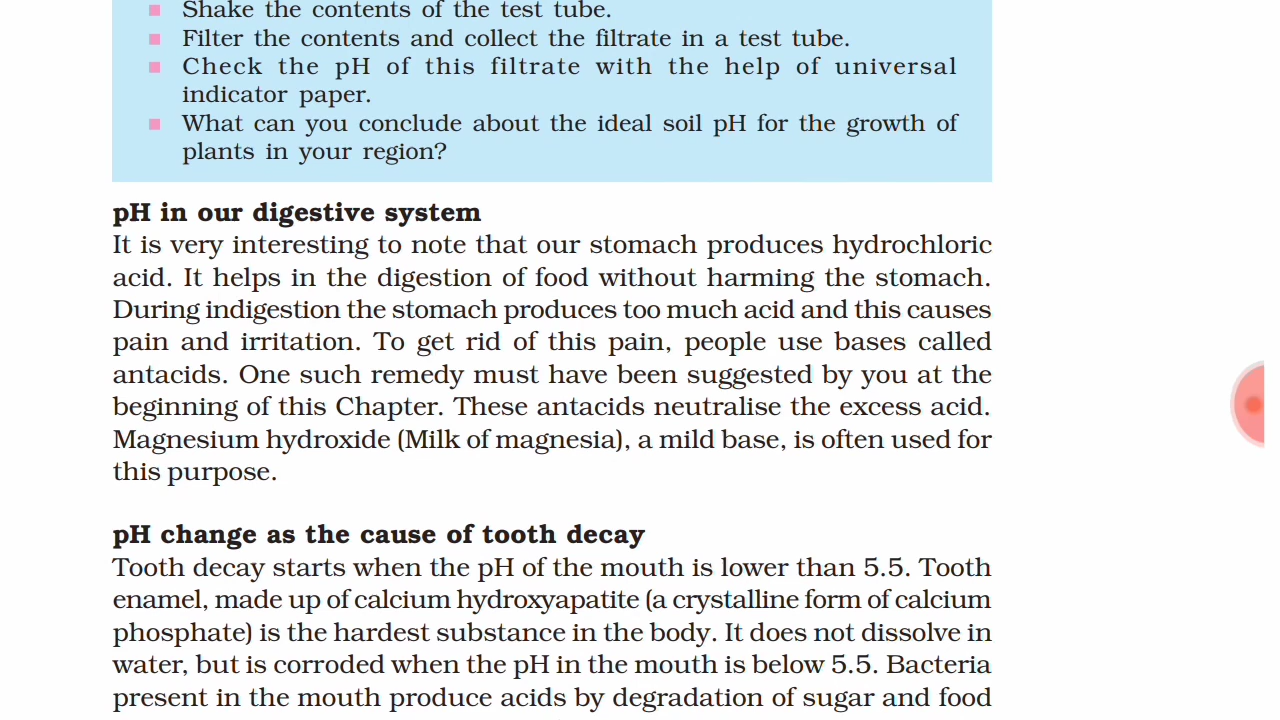 Shake the contents of the test tube.
Filter the contents and collect the filtrate in a test tube.
Check the pH of this filtrate with the help of universal
indicator paper.
What can you conclude about the ideal soil pH for the growth of
plants in your region?
pH in our digestive system
It is very interesting to note that our stomach produces hydrochloric
acid. It helps in the digestion of food without harming the stomach.
During indigestion the stomach produces too much acid and this causes
pain and irritation. To get rid of this pain, people use bases called
antacids. One such remedy must have been suggested by you at the
beginning of this Chapter. These antacids neutralise the excess acid.
Magnesium hydroxide (Milk of magnesia), a mild base, is often used for
this purpose.
pH change as the cause of tooth decay
Tooth decay starts when the pH of the mouth is lower than 5.5. Tooth
enamel, made up of calcium hydroxyapatite (a crystalline form of calcium
phosphate) is the hardest substance in the body. It does not dissolve in
water, but is corroded when the pH in the mouth is below 5.5. Bacteria
present in the mouth produce acids by degradation of sugar and food